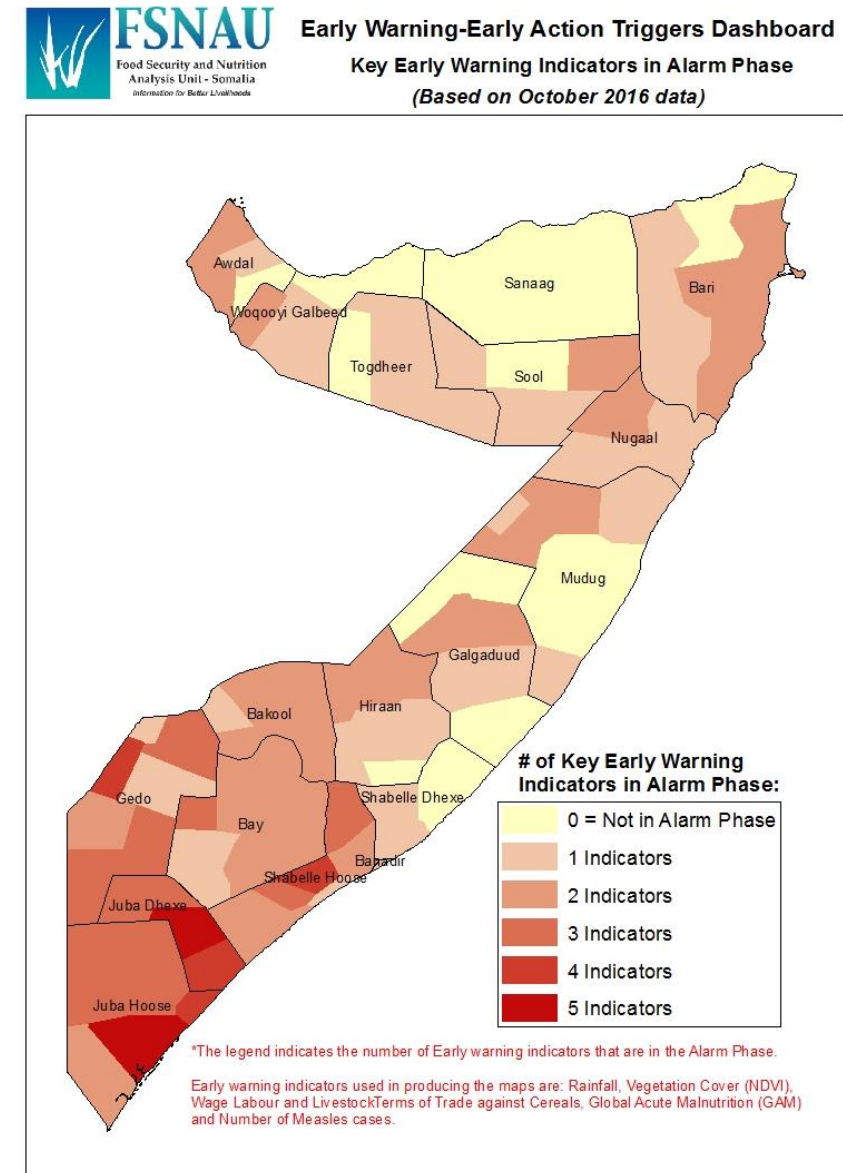 FSNAU
Food Security and Nutrition
Analysis Unit - Somalia
Information for Better Livelihoods
Early Warning-Early Action Triggers Dashboard
Key Early Warning Indicators in Alarm Phase
(Based on October 2016 data)
Awdal
Sanaag
Bari
Woqooyi Galbeed
Togdheer
Sool
Nugaal
Mudug
Galgaduud
Hiraan
Bakool
Gedo
Shabelle Dhexe
Bay
Banadir
Shabelle Hoose
Juba Dhexe
Juba Hoose
# of Key Early Warning
Indicators in Alarm Phase:
0 = Not in Alarm Phase
1 Indicators
2 Indicators
3 Indicators
4 Indicators
5 Indicators
*The legend indicates the number of Early warning indicators that are in the Alarm Phase.
Early warning indicators used in producing the maps are: Rainfall, Vegetation Cover (NDVI),
Wage Labour and LivestockTerms of Trade against Cereals, Global Acute Malnutrition (GAM)
and Number of Measles cases.